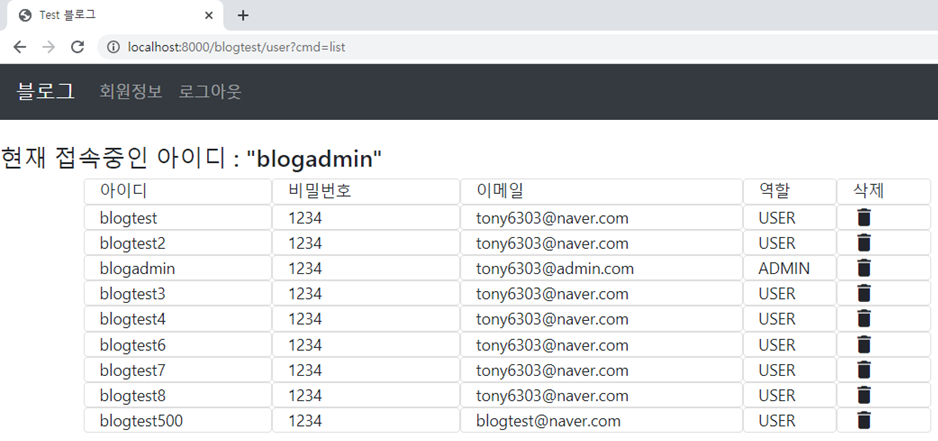 Test 블로그
localhost:8000/blogtest/user?cmd=list
블로그 회원정보 로그아웃
현재 접속중인 아이디 : "blogadmin"
아이디 비밀번호 이메일 역할 삭제
blogtest 1234 tony6303@naver.com USER
blogtest2 1234 tony6303@naver.com USER
blogadmin 1234 tony6303@admin.com ADMIN
blogtest3 1234 tony6303@naver.com USER
blogtest4 1234 tony6303@naver.com USER
blogtest6 1234 tony6303@naver.com USER
blogtest7 1234 tony6303@naver.com USER
blogtest8 1234 tony6303@naver.com USER
blogtest500 1234 blogtest@naver.com USER